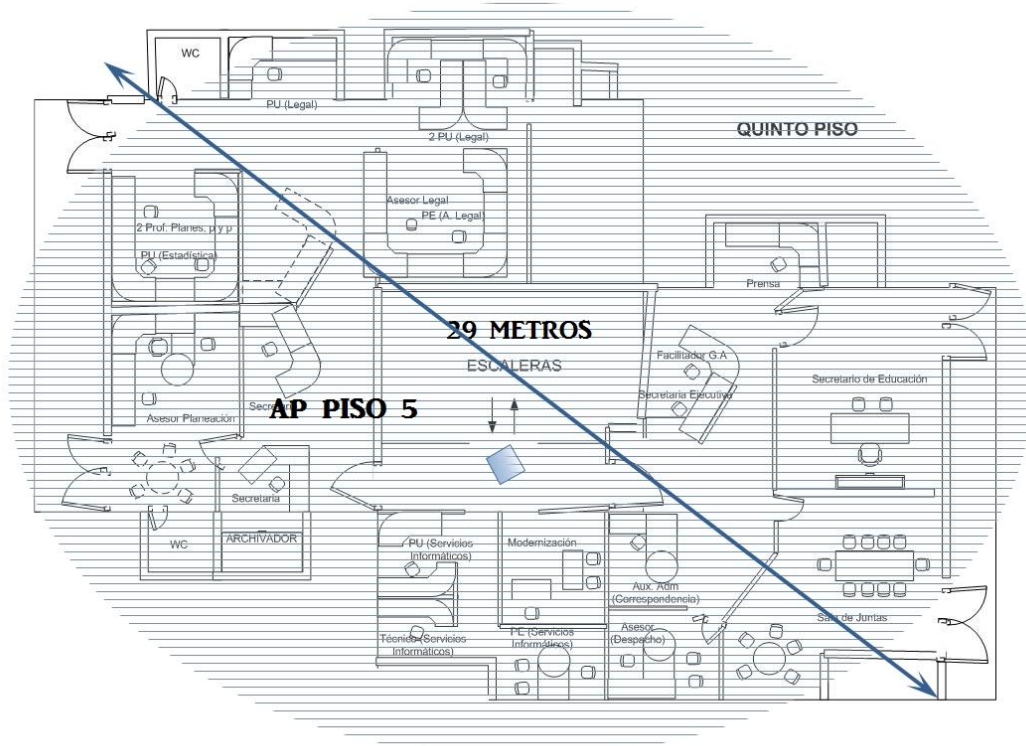 WC
PU (Legal)
2 PU (Legal)
QUINTO PISO
Asesor Legal
PE (A. Legal)
2 Prof. Planes, p y p
PU (Estadística)
Prensa
29 METROS
ESCALERAS
Facilitador G.A
Secretaria Ejecutiva
Secretario de Educación
AP PISO 5
Secretaria
Asesor Planeación
Secretaria
WC
ARCHIVADOR
PU (Servicios
Informáticos)
Modernización
Aux. Adm
(Correspondencia)
Sala de Juntas
Técnico (Servicios
Informáticos)
PE (Servicios
Informáticos)
Asesor
(Despacho)